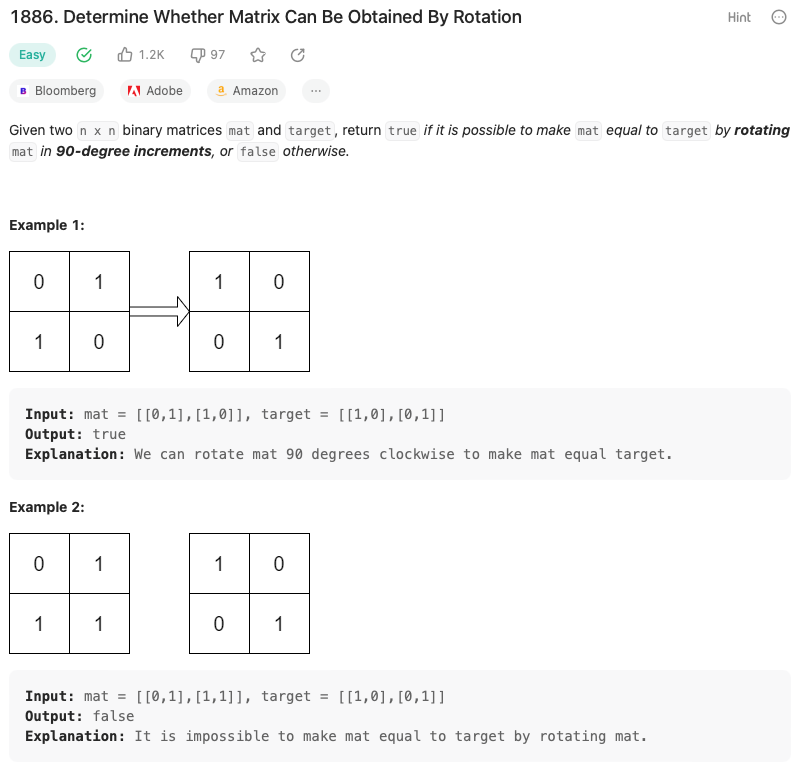 1886. Determine Whether Matrix Can Be Obtained By Rotation
Hint
Easy
1.2K
97
Bloomberg
Adobe
Amazon
...
Given two n x n binary matrices mat and target, return true if it is possible to make mat equal to target by rotating
mat in 90-degree increments, or false otherwise.
Example 1:
0 1 1 0
1 0 0 1
Input: mat = [[0,1],[1,0]], target = [[1,0],[0,1]]
Output: true
Explanation: We can rotate mat 90 degrees clockwise to make mat equal target.
Example 2:
0 1 1 0
1 1 0 1
Input: mat = [[0,1],[1,1]], target = [[1,0],[0,1]]
Output: false
Explanation: It is impossible to make mat equal to target by rotating mat.